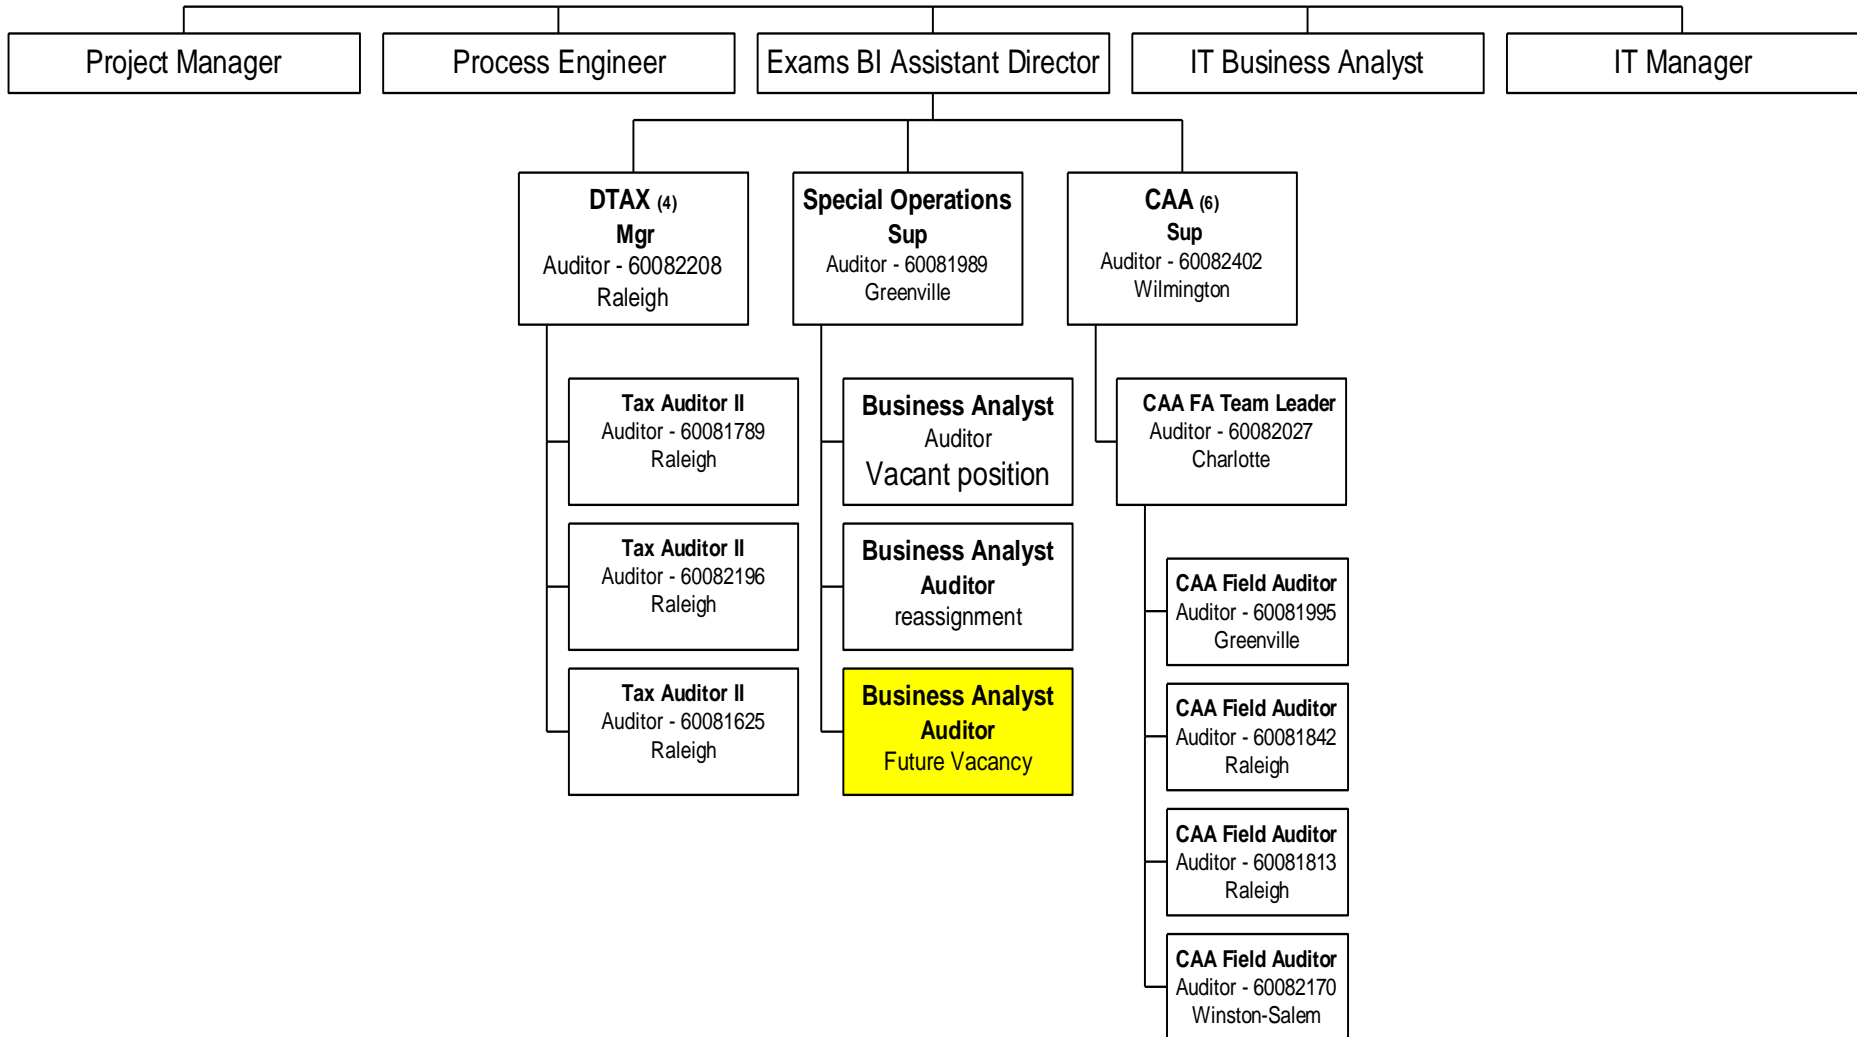 Project Manager
Process Engineer
Exams BI Assistant Director
IT Business Analyst
IT Manager
DTAX (4)
Mgr
Auditor - 60082208
Raleigh
Special Operations
Sup
Auditor - 60081989
Greenville
CAA (6)
Sup
Auditor - 60082402
Wilmington
Tax Auditor II
Auditor - 60081789
Raleigh
Tax Auditor II
Auditor - 60082196
Raleigh
Tax Auditor II
Auditor - 60081625
Raleigh
Business Analyst
Auditor
Vacant position
Business Analyst
Auditor
reassignment
Business Analyst
Auditor
Future Vacancy
CAA FA Team Leader
Auditor - 60082027
Charlotte
CAA Field Auditor
Auditor - 60081995
Greenville
CAA Field Auditor
Auditor - 60081842
Raleigh
CAA Field Auditor
Auditor - 60081813
Raleigh
CAA Field Auditor
Auditor - 60082170
Winston-Salem